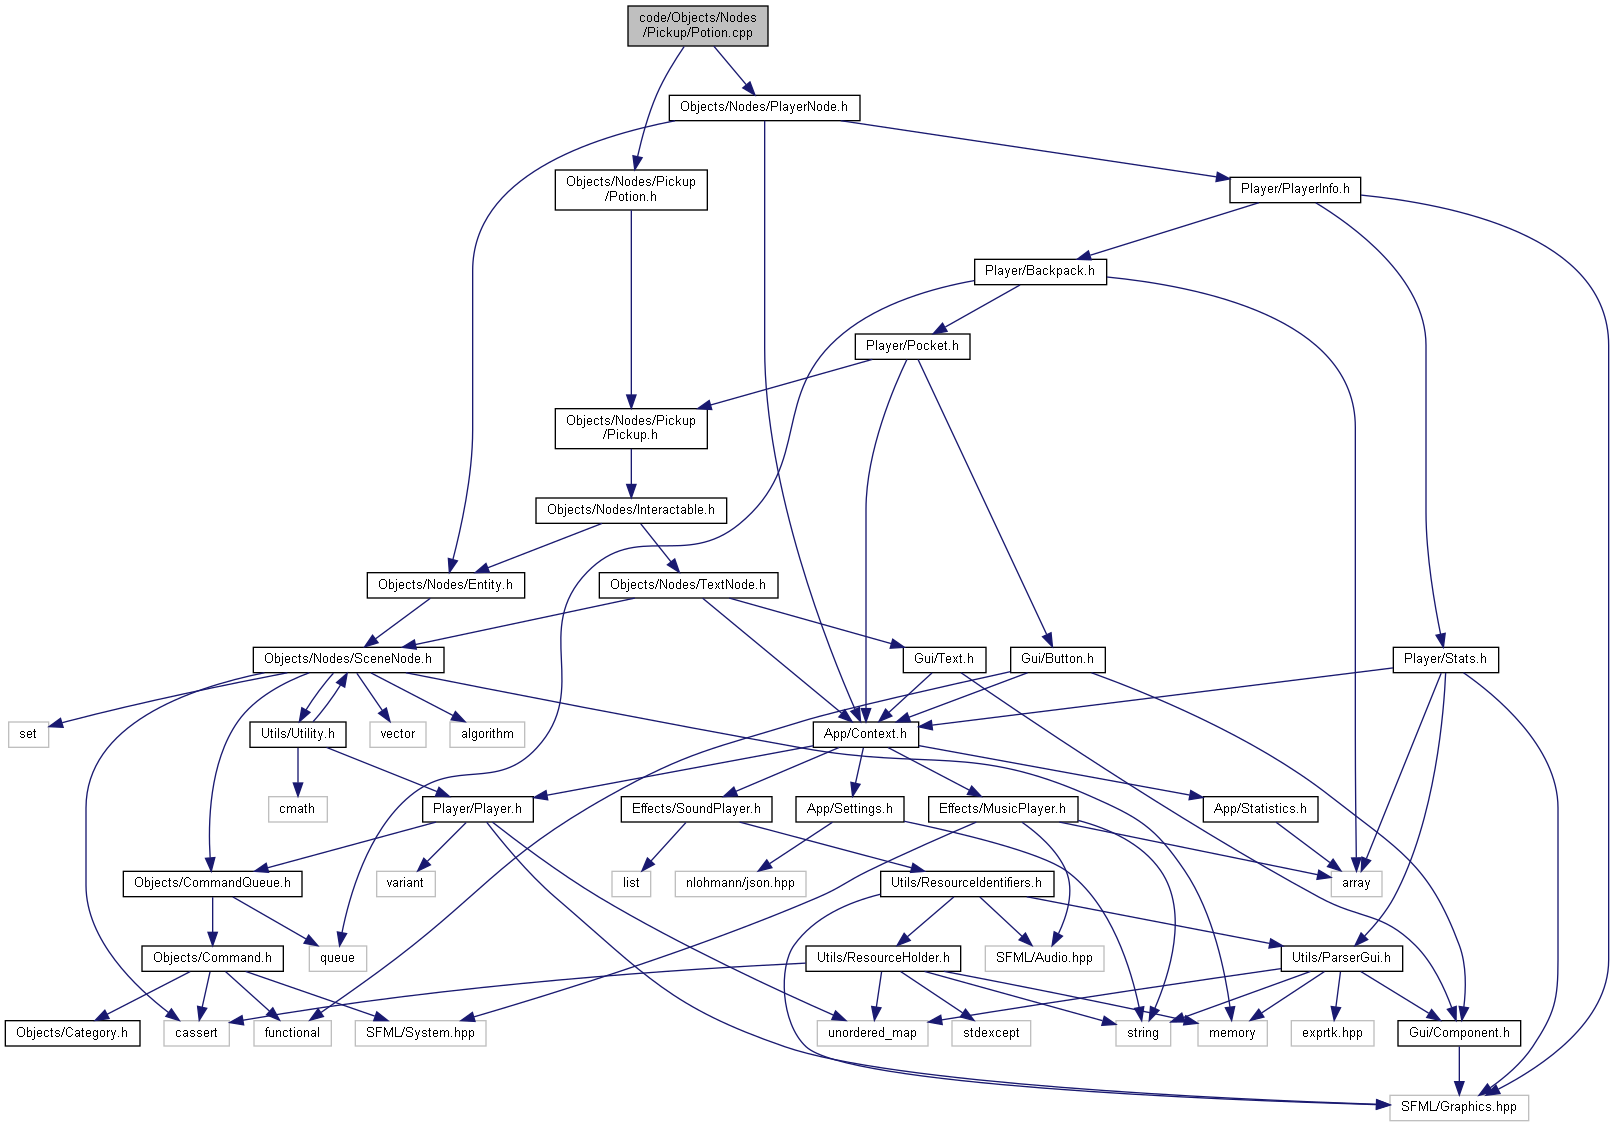 code/Objects/Nodes
/Pickup/Potion.cpp
Objects/Nodes/PlayerNode.h
Objects/Nodes/Pickup
/Potion.h
Player/PlayerInfo.h
Player/Backpack.h
Player/Pocket.h
Objects/Nodes/Pickup
/Pickup.h
Objects/Nodes/Interactable.h
Objects/Nodes/Entity.h
Objects/Nodes/TextNode.h
Objects/Nodes/SceneNode.h
Gui/Text.h
Gui/Button.h
Player/Stats.h
set
Utils/Utility.h
vector
algorithm
App/Context.h
cmath
Player/Player.h
Effects/SoundPlayer.h
App/Settings.h
Effects/MusicPlayer.h
App/Statistics.h
Objects/CommandQueue.h
variant
list
nlohmann/json.hpp
Utils/ResourceIdentifiers.h
array
Objects/Command.h
queue
Utils/ResourceHolder.h
SFML/Audio.hpp
Utils/ParserGui.h
Objects/Category.h
cassert
functional
SFML/System.hpp
unordered_map
stdexcept
string
memory
exprtk.hpp
Gui/Component.h
SFML/Graphics.hpp